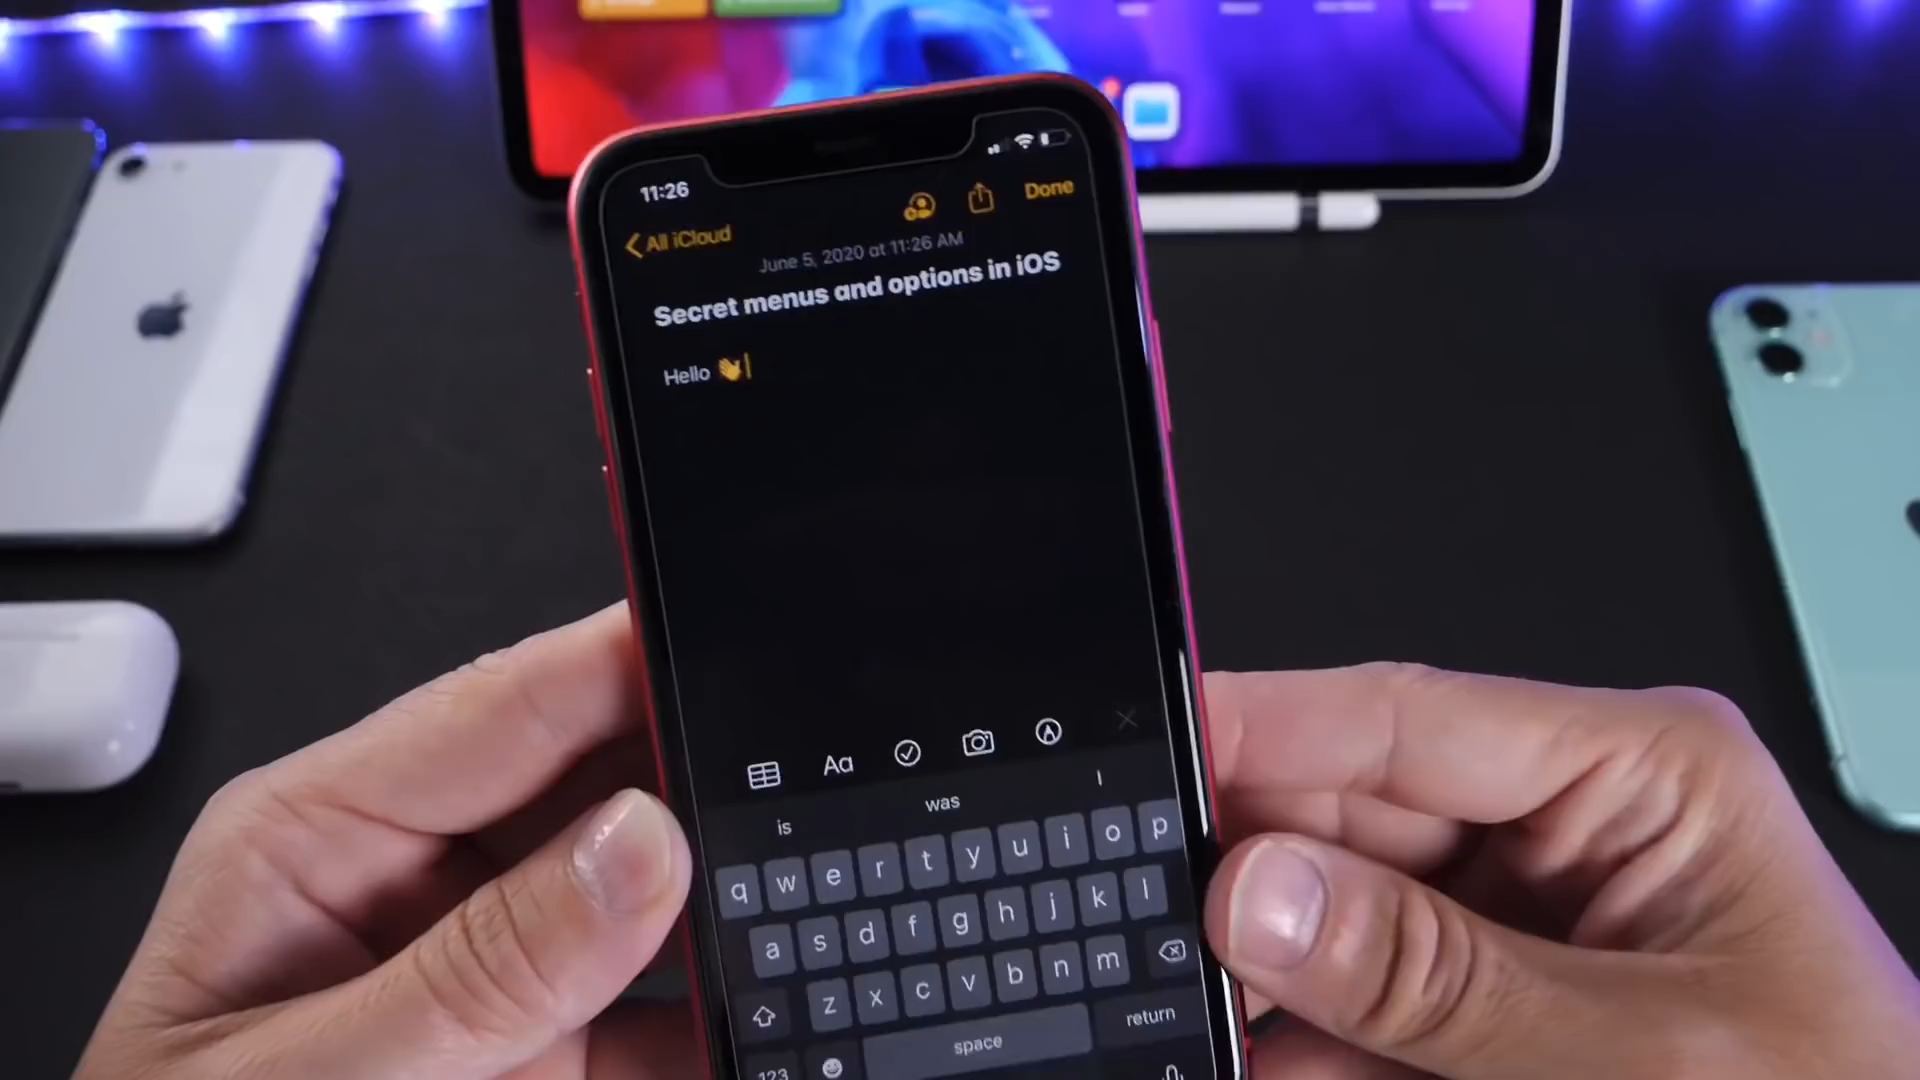 11:26
All iCloud
Done
June 5, 2020 at 11:26 AM
Secret menus and options in iOS
Hello 👋
Aa
is was I
q w e r t y u i o p
a s d f g h j k l
z x c v b n m
123 space return